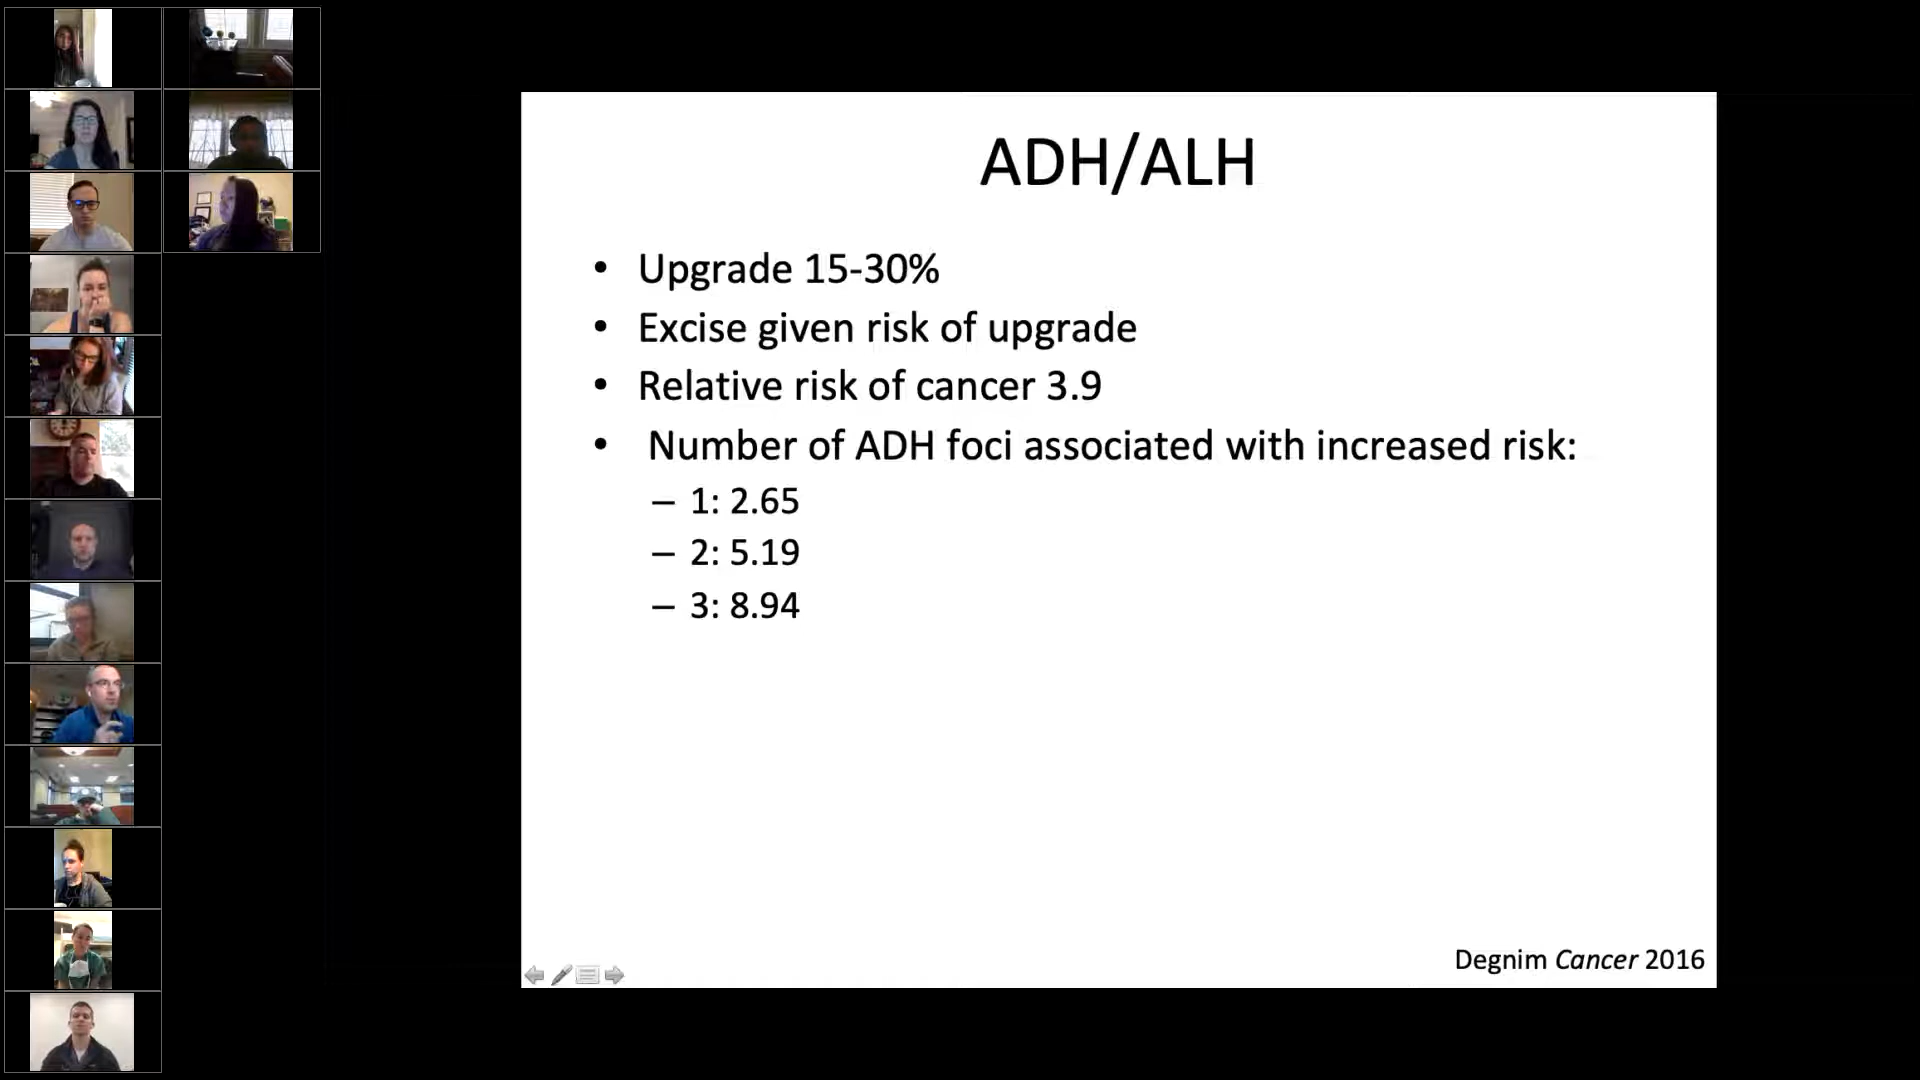 ADH/ALH
• Upgrade 15-30%
• Excise given risk of upgrade
• Relative risk of cancer 3.9
• Number of ADH foci associated with increased risk:
– 1: 2.65
– 2: 5.19
– 3: 8.94
Degnim Cancer 2016